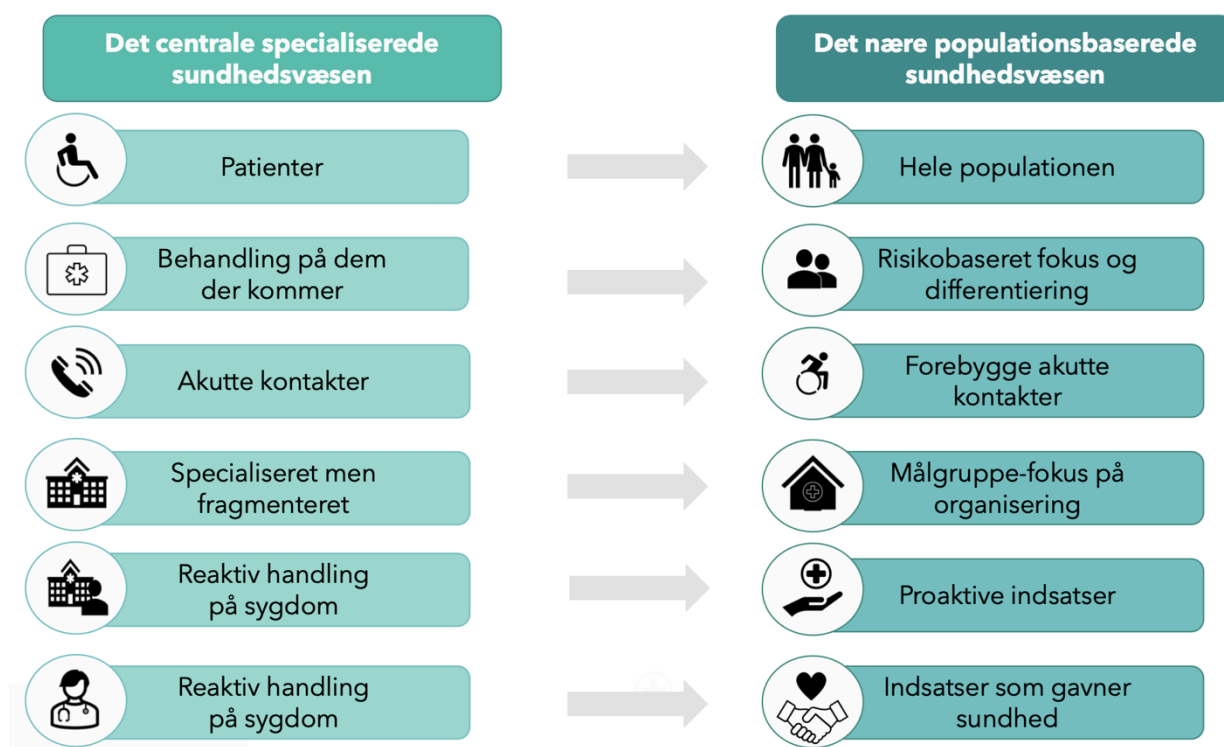 Det centrale specialiserede
sundhedsvæsen
Det nære populationsbaserede
sundhedsvæsen
Patienter
Hele populationen
Behandling på dem
der kommer
Risikobaseret fokus og
differentiering
Akutte kontakter
Forebygge akutte
kontakter
Specialiseret men
fragmenteret
Målgruppe-fokus på
organisering
Reaktiv handling
på sygdom
Proaktive indsatser
Reaktiv handling
på sygdom
Indsatser som gavner
sundhed